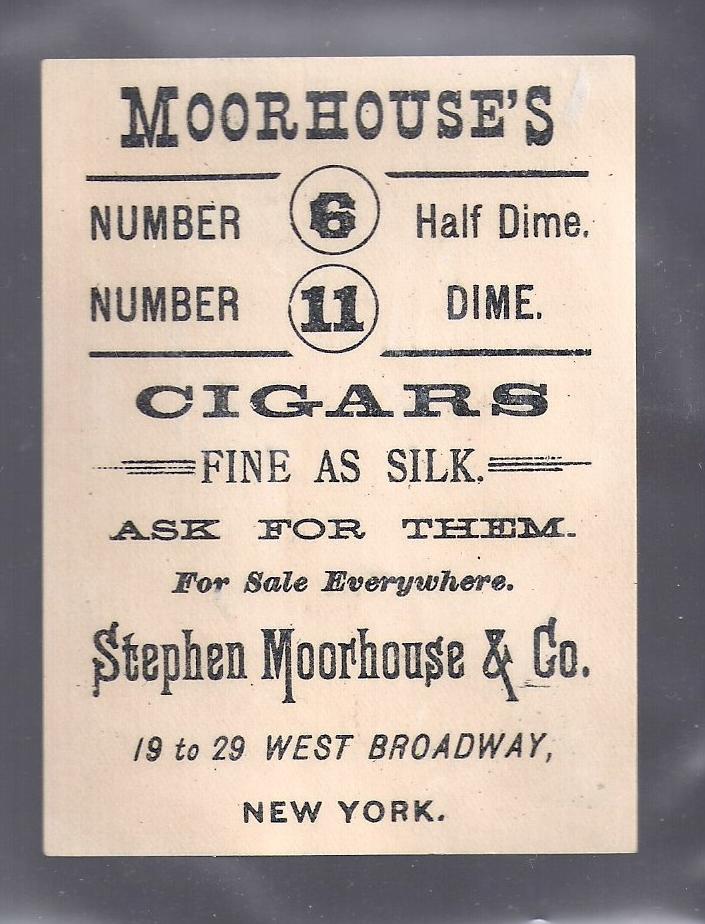 MOORHOUSE'S
NUMBER 6 Half Dime.
NUMBER 11 DIME.
CIGARS
FINE AS SILK.
ASK FOR THEM.
For Sale Everywhere.
Stephen Moorhouse & Co.
19 to 29 WEST BROADWAY,
NEW YORK.